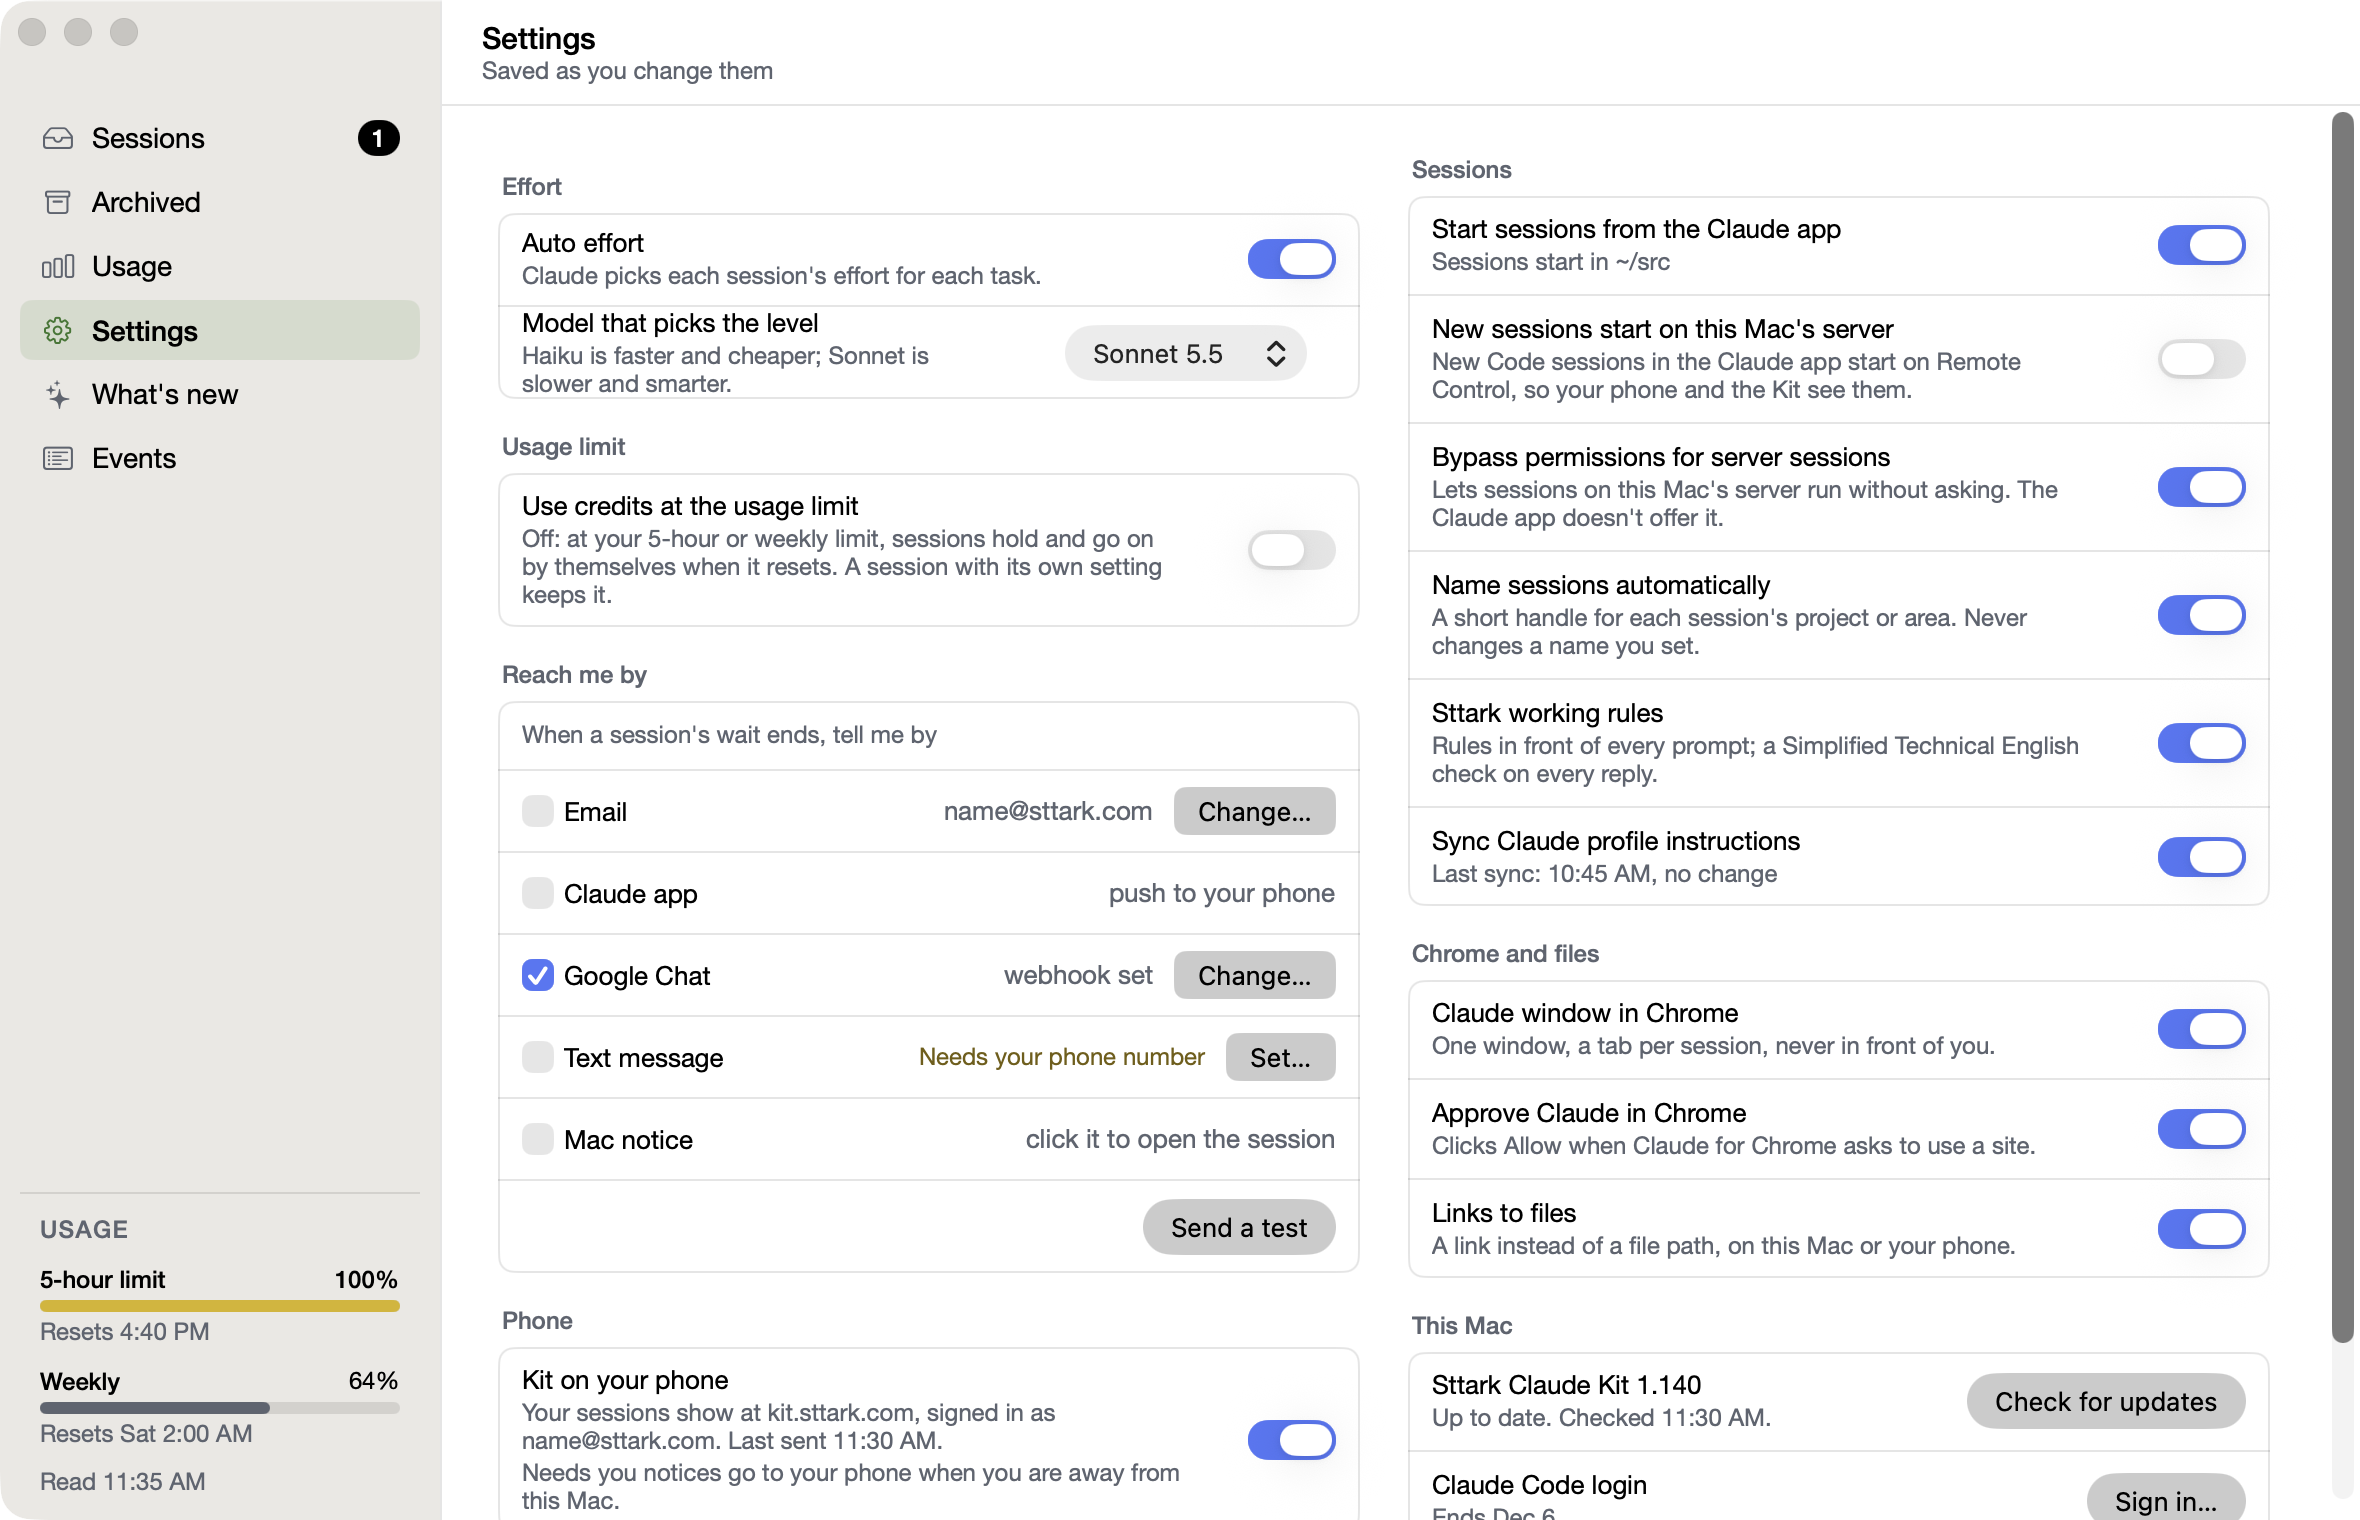 Sessions
1
Archived
Usage
Settings
What's new
Events
USAGE
5-hour limit 100%
Resets 4:40 PM
Weekly 64%
Resets Sat 2:00 AM
Read 11:35 AM
Settings
Saved as you change them
Effort
Auto effort
Claude picks each session's effort for each task.
Model that picks the level
Haiku is faster and cheaper; Sonnet is
slower and smarter.
Sonnet 5.5
Usage limit
Use credits at the usage limit
Off: at your 5-hour or weekly limit, sessions hold and go on
by themselves when it resets. A session with its own setting
keeps it.
Reach me by
When a session's wait ends, tell me by
Email name@sttark.com Change...
Claude app push to your phone
Google Chat webhook set Change...
Text message Needs your phone number Set...
Mac notice click it to open the session
Send a test
Phone
Kit on your phone
Your sessions show at kit.sttark.com, signed in as
name@sttark.com. Last sent 11:30 AM.
Needs you notices go to your phone when you are away from
this Mac.
Sessions
Start sessions from the Claude app
Sessions start in ~/src
New sessions start on this Mac's server
New Code sessions in the Claude app start on Remote
Control, so your phone and the Kit see them.
Bypass permissions for server sessions
Lets sessions on this Mac's server run without asking. The
Claude app doesn't offer it.
Name sessions automatically
A short handle for each session's project or area. Never
changes a name you set.
Sttark working rules
Rules in front of every prompt; a Simplified Technical English
check on every reply.
Sync Claude profile instructions
Last sync: 10:45 AM, no change
Chrome and files
Claude window in Chrome
One window, a tab per session, never in front of you.
Approve Claude in Chrome
Clicks Allow when Claude for Chrome asks to use a site.
Links to files
A link instead of a file path, on this Mac or your phone.
This Mac
Sttark Claude Kit 1.140
Up to date. Checked 11:30 AM.
Check for updates
Claude Code login
Ends Dec 6
Sign in...